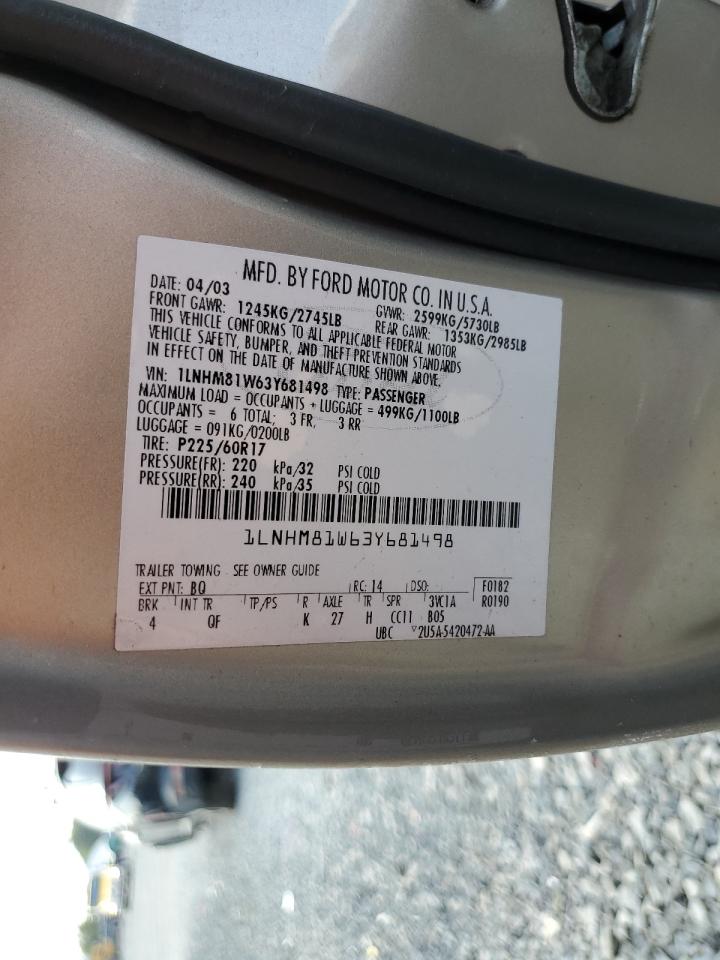 MFD. BY FORD MOTOR CO. IN U.S.A.
DATE: 04/03 GVWR: 2599KG/5730LB
FRONT GAWR: 1245KG/2745LB REAR GAWR: 1353KG/2985LB
THIS VEHICLE CONFORMS TO ALL APPLICABLE FEDERAL MOTOR
VEHICLE SAFETY, BUMPER, AND THEFT PREVENTION STANDARDS
IN EFFECT ON THE DATE OF MANUFACTURE SHOWN ABOVE.
VIN: 1LNHM81W63Y681498 TYPE: PASSENGER
MAXIMUM LOAD = OCCUPANTS + LUGGAGE = 499KG/1100LB
OCCUPANTS = 6 TOTAL; 3 FR, 3 RR
LUGGAGE = 091KG/0200LB
TIRE: P225/60R17
PRESSURE(FR): 220 kPa/32 PSI COLD
PRESSURE(RR): 240 kPa/35 PSI COLD
1LNHM81W63Y681498
TRAILER TOWING - SEE OWNER GUIDE
EXT PNT: BQ RC: 14 DSO: F0182
BRK INT TR TP/PS R AXLE TR SPR 3VC1A R0190
4 QF K 27 H CC11 B05
UBC ▽2U5A-5420472-AA